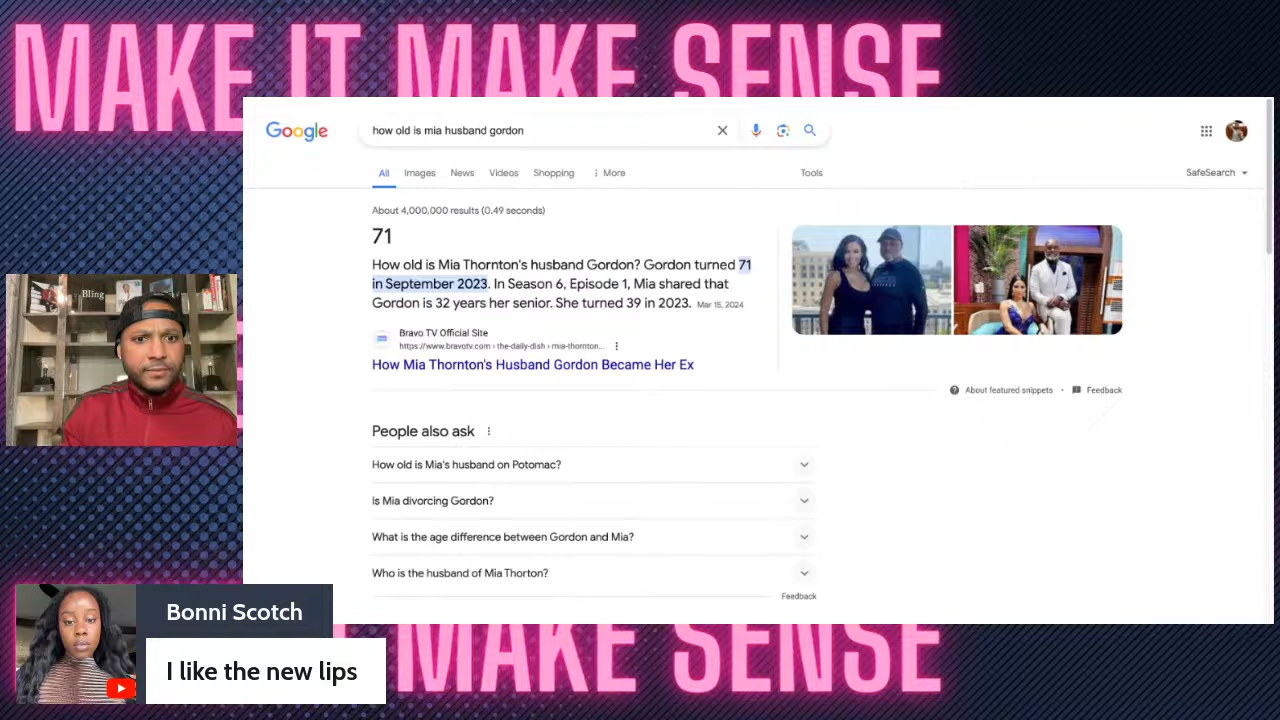 MAKE IT MAKE SENSE
Google
how old is mia husband gordon
All
Images
News
Videos
Shopping
More
Tools
SafeSearch
About 4,000,000 results (0.49 seconds)
71
How old is Mia Thornton's husband Gordon? Gordon turned 71
in September 2023. In Season 6, Episode 1, Mia shared that
Gordon is 32 years her senior. She turned 39 in 2023. Mar 15, 2024
Bravo TV Official Site
https://www.bravotv.com › the-daily-dish › mia-thornton...
How Mia Thornton's Husband Gordon Became Her Ex
About featured snippets • Feedback
People also ask
How old is Mia's husband on Potomac?
Is Mia divorcing Gordon?
What is the age difference between Gordon and Mia?
Who is the husband of Mia Thorton?
Feedback
Bling
Bonni Scotch
I like the new lips
MAKE SENSE